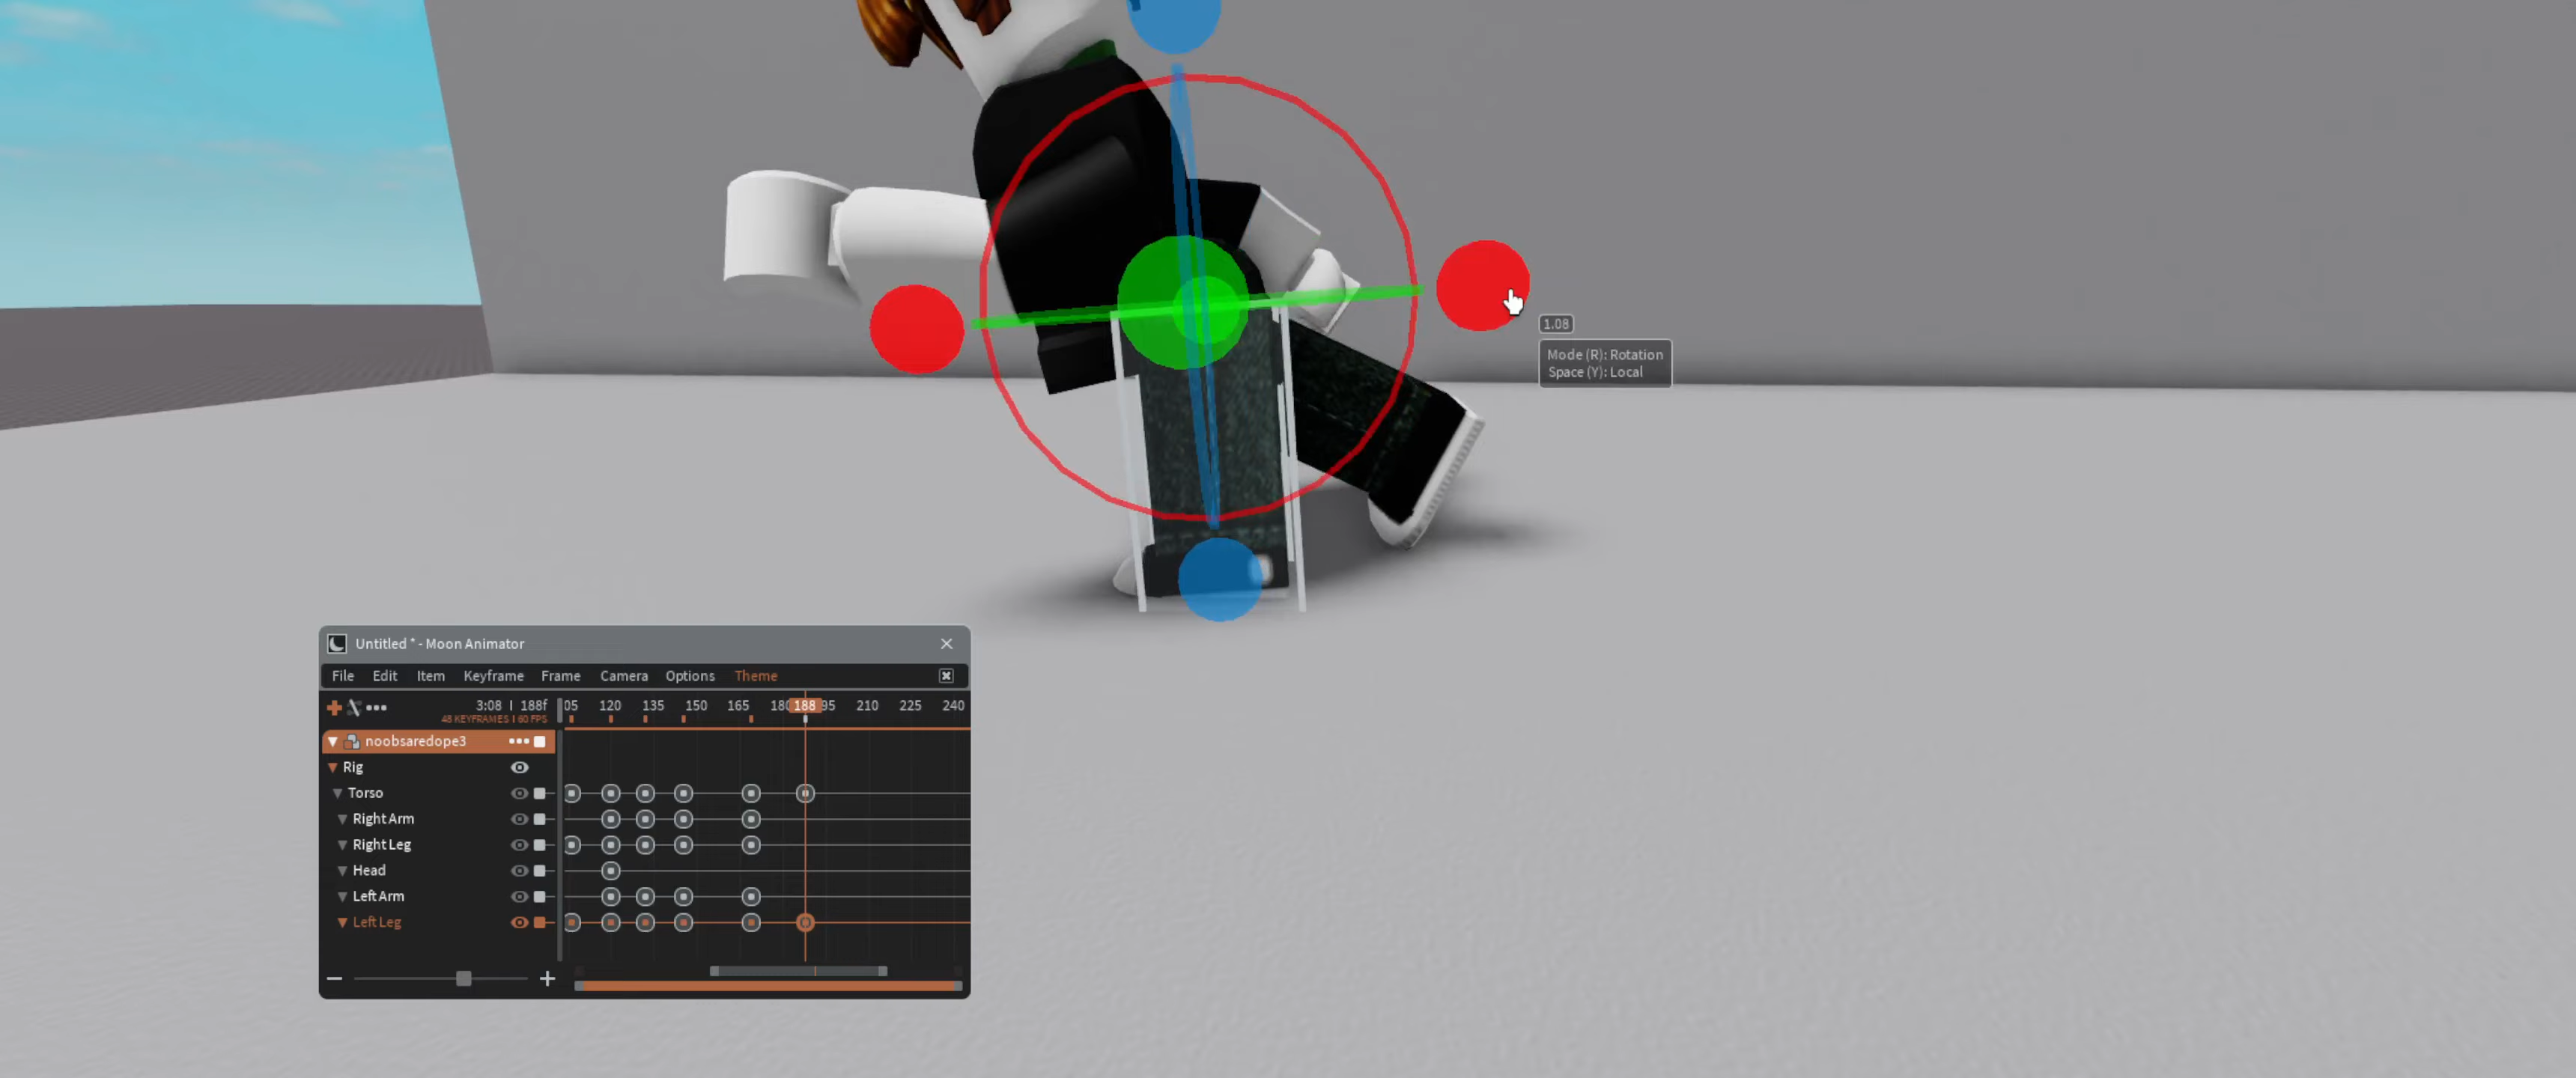 1.08
Mode (R): Rotation
Space (Y): Local
Untitled * - Moon Animator
File Edit Item Keyframe Frame Camera Options Theme
3:08 | 188f 05 120 135 150 165 180 188 95 210 225 240
48 KEYFRAMES | 60 FPS
noobsaredope3
Rig
Torso
Right Arm
Right Leg
Head
Left Arm
Left Leg